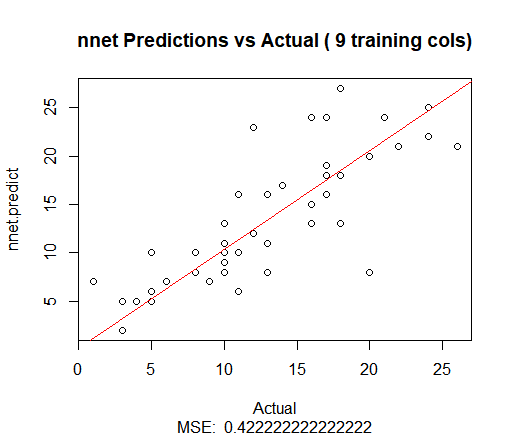 nnet Predictions vs Actual ( 9 training cols)
25
20
15
10
5
nnet.predict
0 5 10 15 20 25
Actual
MSE: 0.422222222222222